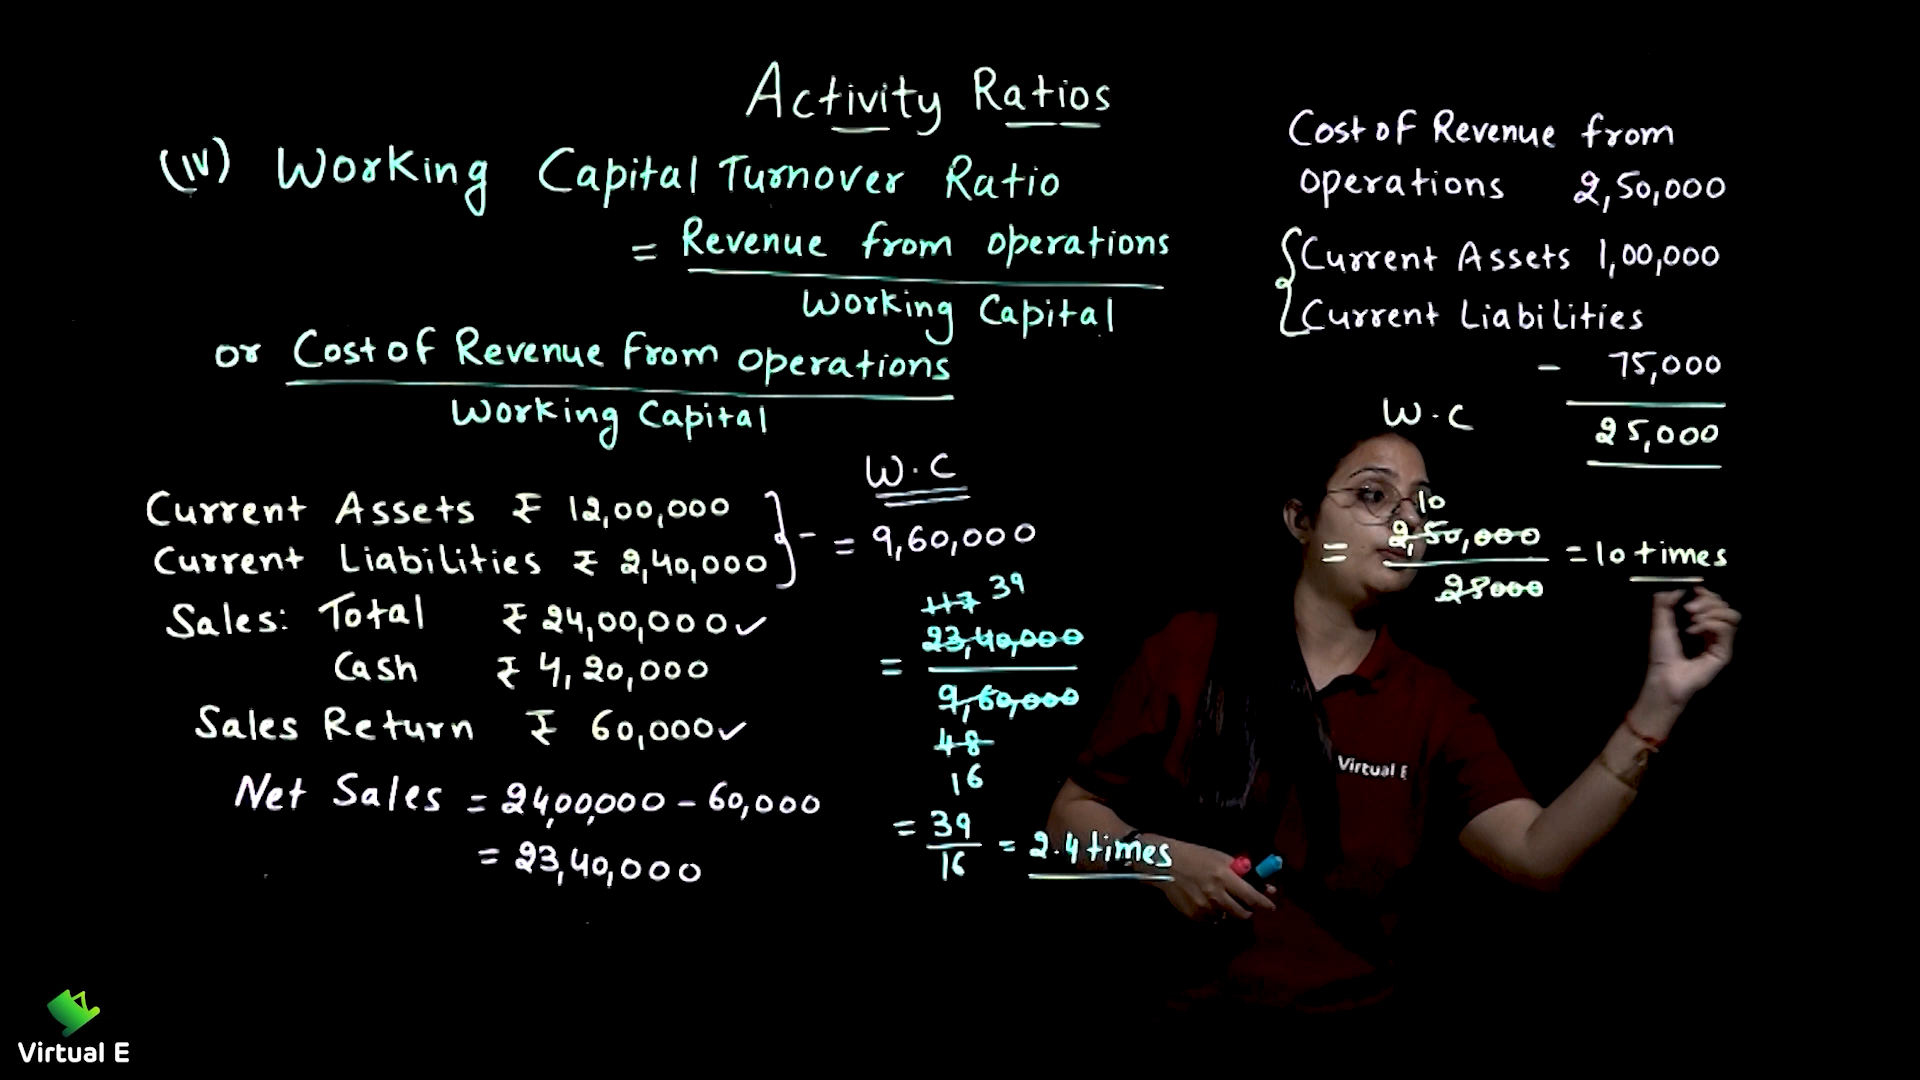 Activity Ratios
(iv) Working Capital Turnover Ratio
= Revenue from operations
Working Capital
or Cost of Revenue from operations
Working Capital
Current Assets ₹ 12,00,000
Current Liabilities ₹ 2,40,000
W.C
- = 9,60,000
Sales: Total ₹ 24,00,000 ✓
Cash ₹ 4,20,000
Sales Return ₹ 60,000 ✓
Net Sales = 24,00,000 - 60,000
= 23,40,000
117 39
= 23,40,000
9,60,000
48
16
= 39
16
= 2.4 times
Cost of Revenue from
operations 2,50,000
Current Assets 1,00,000
Current Liabilities
- 75,000
W.C 25,000
10
= 2,50,000
25000
= 10 times
Virtual E
Virtual E